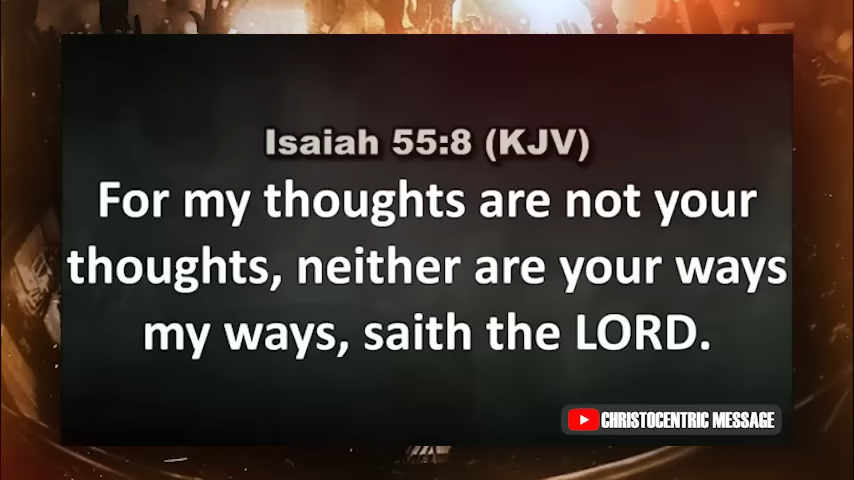 Isaiah 55:8 (KJV)
For my thoughts are not your
thoughts, neither are your ways
my ways, saith the LORD.
CHRISTOCENTRIC MESSAGE